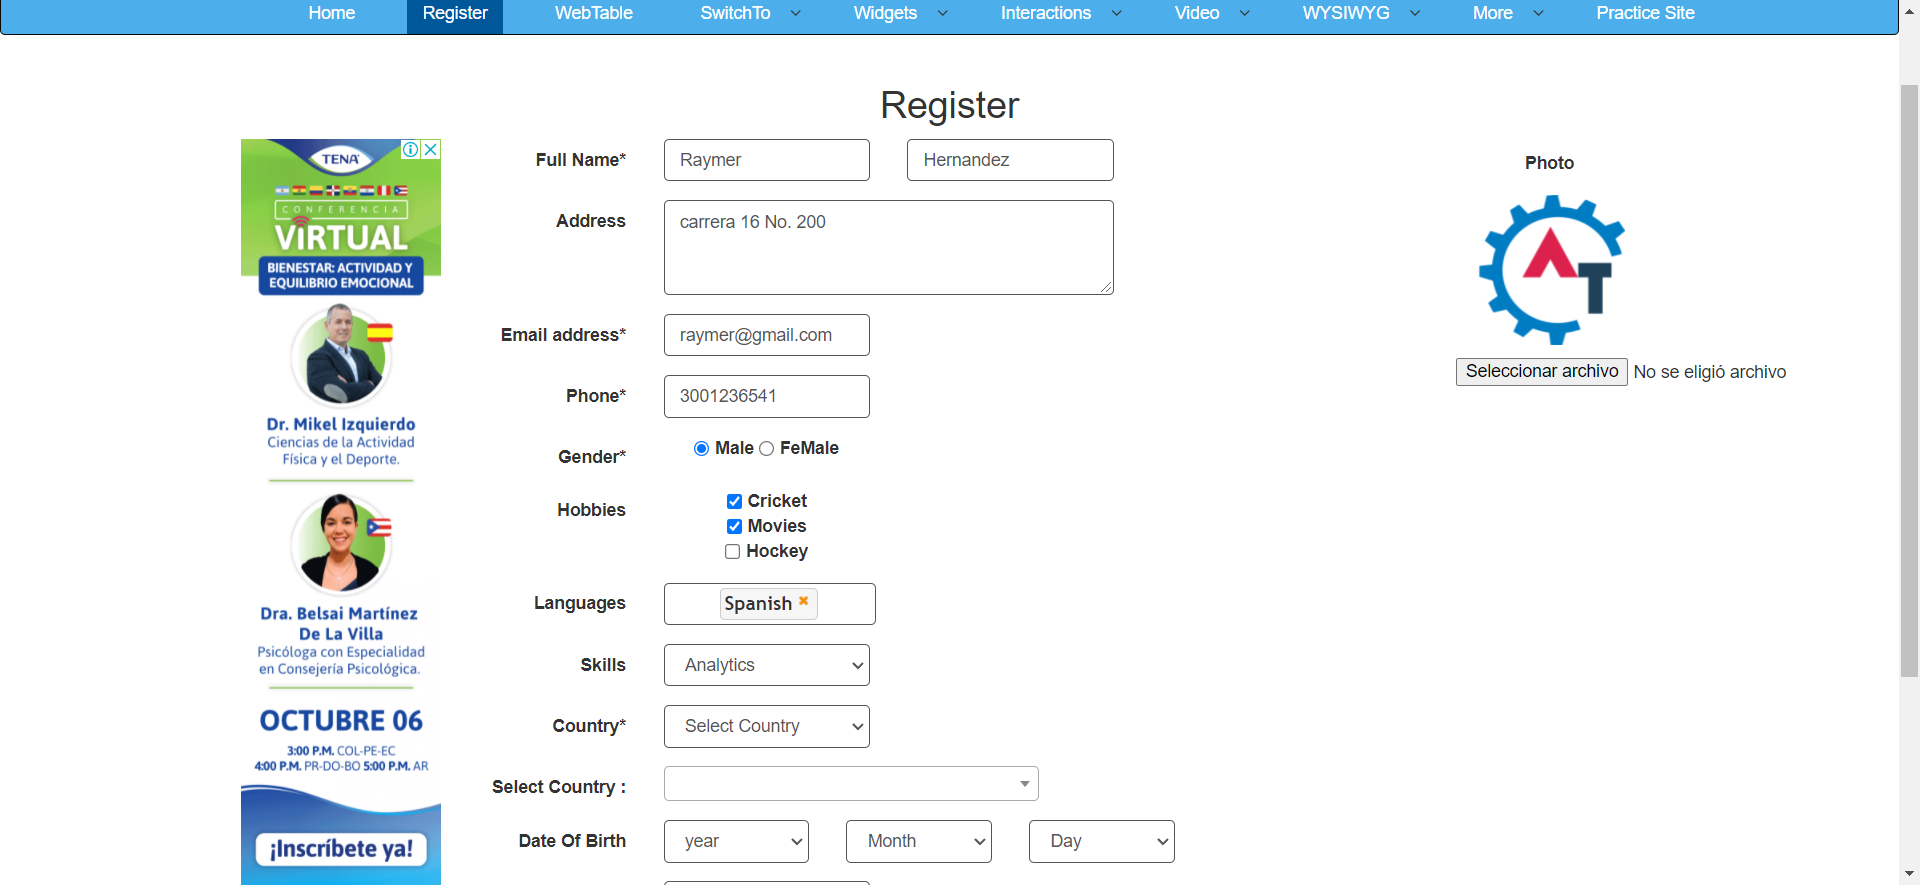 Home Register WebTable SwitchTo Widgets Interactions Video WYSIWYG More Practice Site
Register
TENA
CONFERENCIA
VIRTUAL
BIENESTAR: ACTIVIDAD Y
EQUILIBRIO EMOCIONAL
Dr. Mikel Izquierdo
Ciencias de la Actividad
Física y el Deporte.
Dra. Belsai Martínez
De La Villa
Psicóloga con Especialidad
en Consejería Psicológica.
OCTUBRE 06
3:00 P.M. COL-PE-EC
4:00 P.M. PR-DO-BO 5:00 P.M. AR
¡Inscríbete ya!
Full Name* Raymer Hernandez
Address carrera 16 No. 200
Email address* raymer@gmail.com
Phone* 3001236541
Gender* Male FeMale
Hobbies Cricket
Movies
Hockey
Languages Spanish
Skills Analytics
Country* Select Country
Select Country :
Date Of Birth year Month Day
Photo
AT
Seleccionar archivo No se eligió archivo